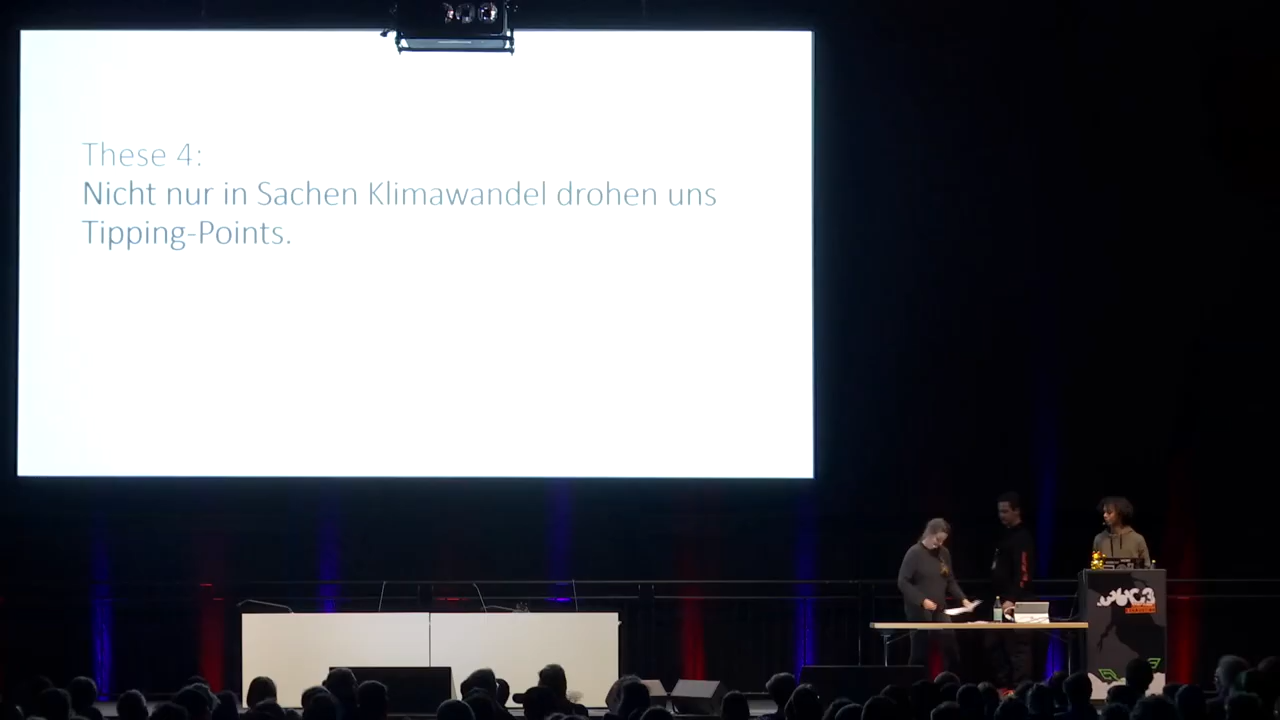 These 4:
Nicht nur in Sachen Klimawandel drohen uns
Tipping-Points.